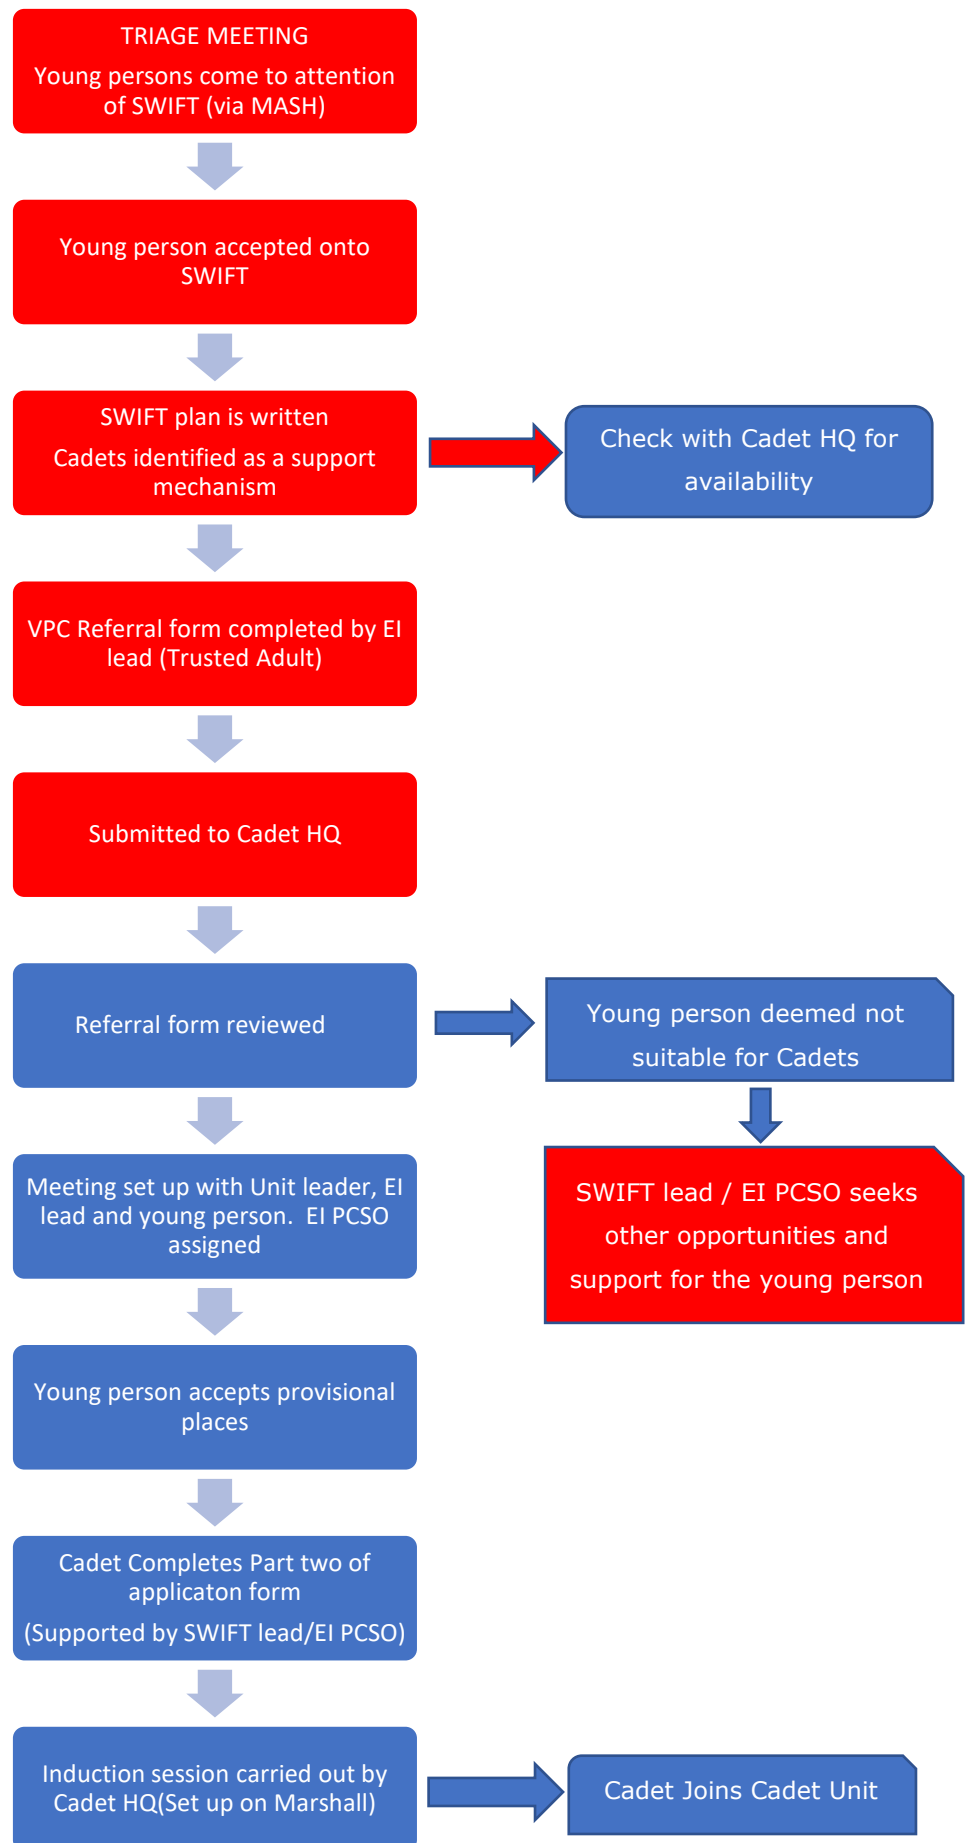 TRIAGE MEETING
Young persons come to attention
of SWIFT (via MASH)
Young person accepted onto
SWIFT
SWIFT plan is written
Cadets identified as a support
mechanism
Check with Cadet HQ for
availability
VPC Referral form completed by EI
lead (Trusted Adult)
Submitted to Cadet HQ
Referral form reviewed
Young person deemed not
suitable for Cadets
Meeting set up with Unit leader, EI
lead and young person.  EI PCSO
assigned
SWIFT lead / EI PCSO seeks
other opportunities and
support for the young person
Young person accepts provisional
places
Cadet Completes Part two of
applicaton form
(Supported by SWIFT lead/EI PCSO)
Induction session carried out by
Cadet HQ(Set up on Marshall)
Cadet Joins Cadet Unit